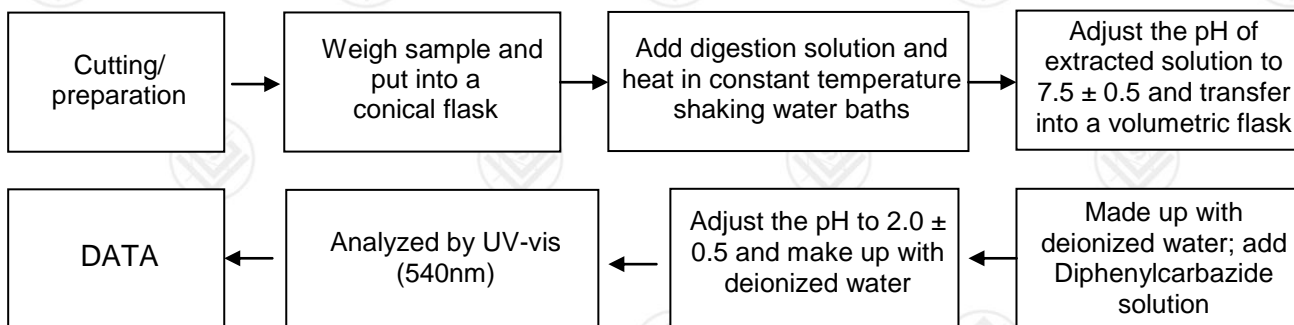 Cutting/
preparation
Weigh sample and
put into a
conical flask
Add digestion solution and
heat in constant temperature
shaking water baths
Adjust the pH of
extracted solution to
7.5 ± 0.5 and transfer
into a volumetric flask
Made up with
deionized water; add
Diphenylcarbazide
solution
Adjust the pH to 2.0 ±
0.5 and make up with
deionized water
Analyzed by UV-vis
(540nm)
DATA